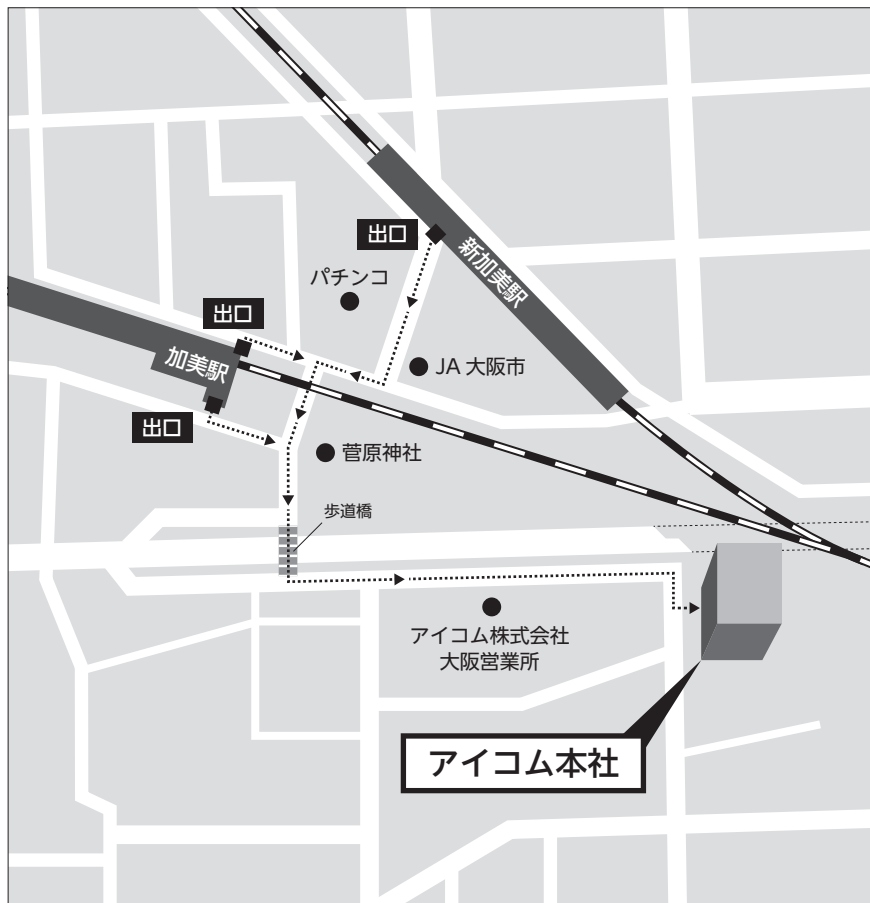 出口
新加美駅
パチンコ
出口
加美駅
JA 大阪市
出口
菅原神社
歩道橋
アイコム株式会社
大阪営業所
アイコム本社